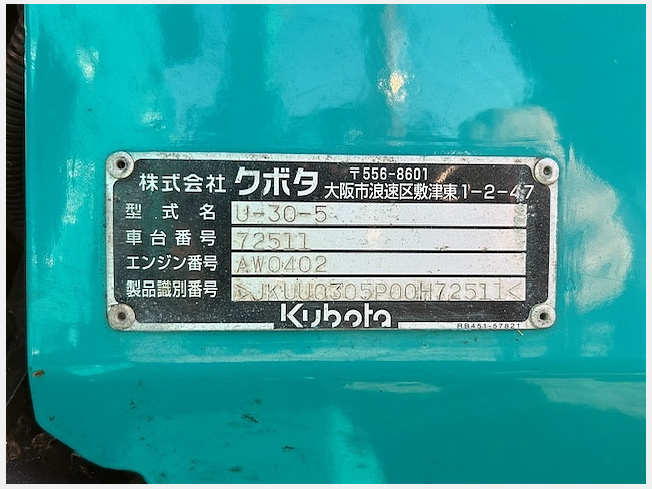 株式会社 クボタ 〒556-8601 大阪市浪速区敷津東1-2-47
型式名 U-30-5
車台番号 72511
エンジン番号 AW0402
製品識別番号 >JKUU0305P00H72511<
Kubota
RB451-57821